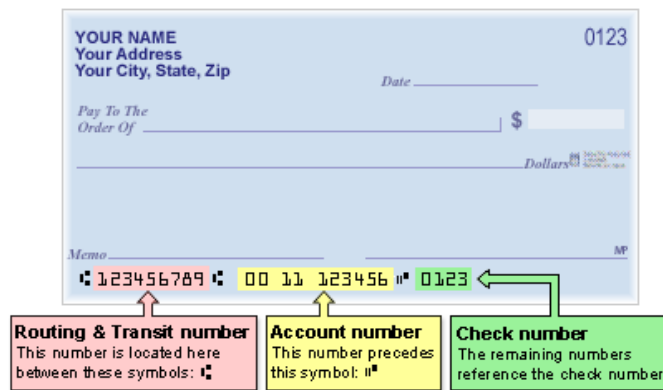 YOUR NAME 0123
Your Address
Your City, State, Zip
Date
Pay To The
Order Of $
Dollars
Memo MP
⑆123456789⑆ 00 11 123456⑈ 0123
Routing & Transit number
This number is located here
between these symbols: ⑆
Account number
This number precedes
this symbol: ⑈
Check number
The remaining numbers
reference the check number